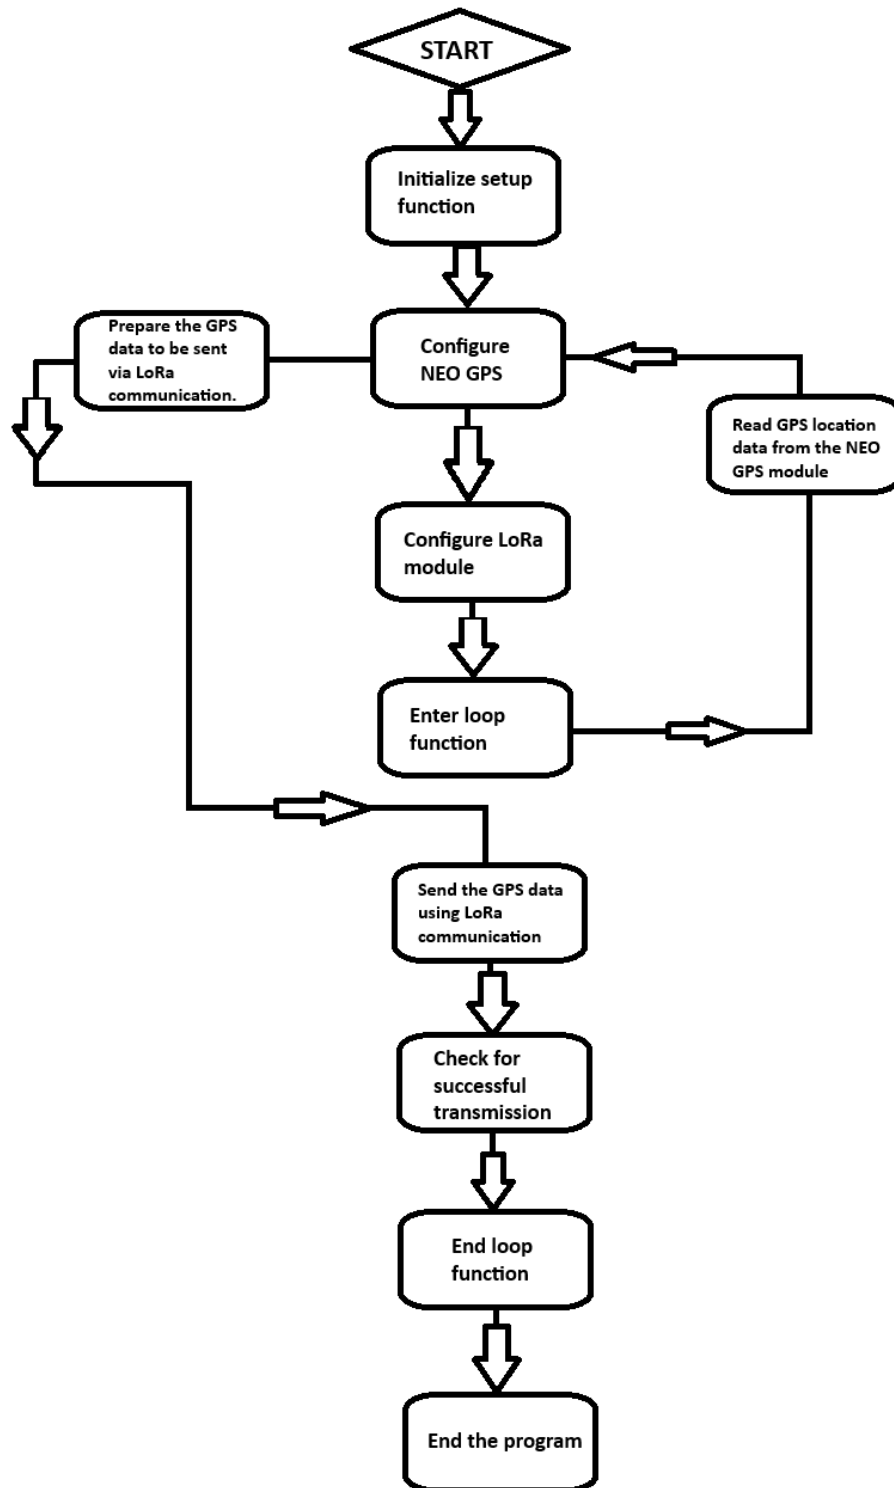 START
Initialize setup
function
Prepare the GPS
data to be sent
via LoRa
communication.
Configure
NEO GPS
Read GPS location
data from the NEO
GPS module
Configure LoRa
module
Enter loop
function
Send the GPS data
using LoRa
communication
Check for
successful
transmission
End loop
function
End the program